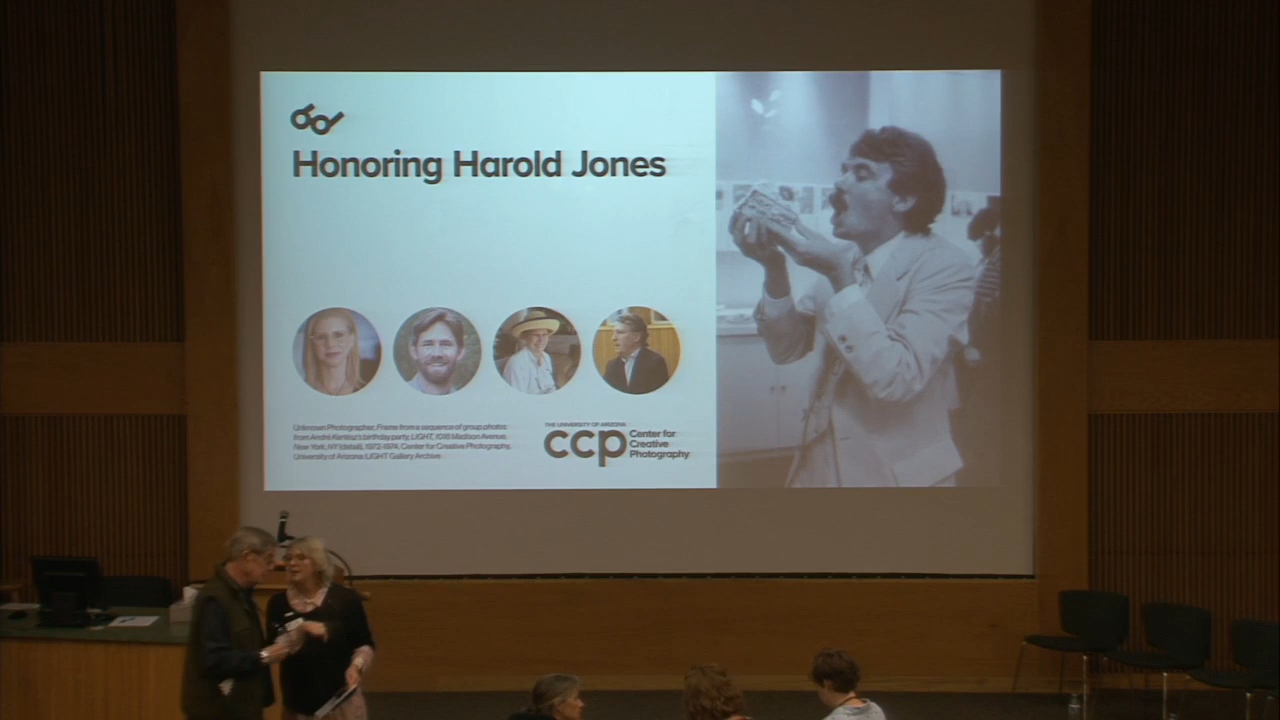 Honoring Harold Jones
Unknown Photographer, Frame from a sequence of group photos
from André Kertész's birthday party, LIGHT, 1018 Madison Avenue,
New York, NY (detail), 1972-1974, Center for Creative Photography,
University of Arizona: LIGHT Gallery Archive
THE UNIVERSITY OF ARIZONA
ccp
Center for
Creative
Photography